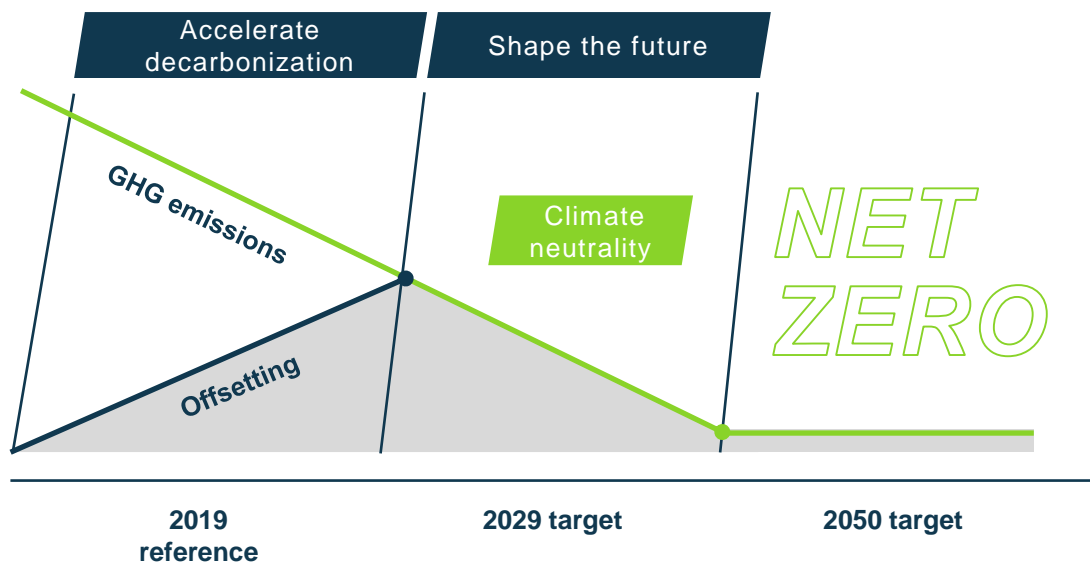 Accelerate
decarbonization
Shape the future
GHG emissions
Climate
neutrality
NET
ZERO
Offsetting
2019
reference
2029 target
2050 target